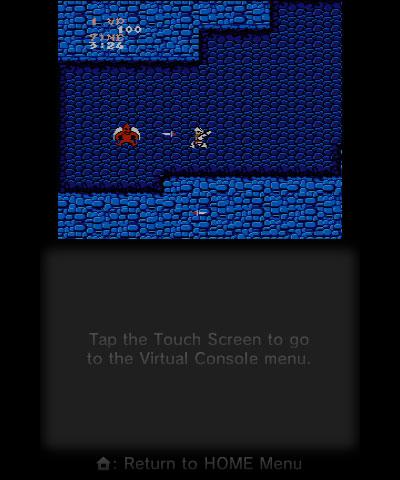 1 UP
100
TIME
3:24
Tap the Touch Screen to go
to the Virtual Console menu.
: Return to HOME Menu